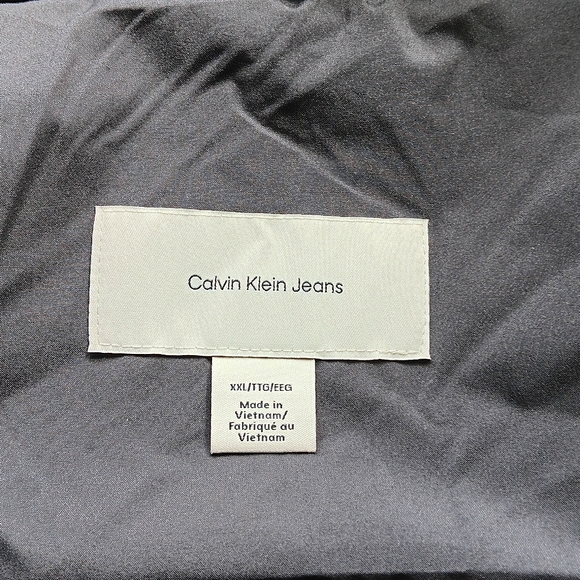 Calvin Klein Jeans
XXL/TTG/EEG
Made in
Vietnam/
Fabriqué au
Vietnam